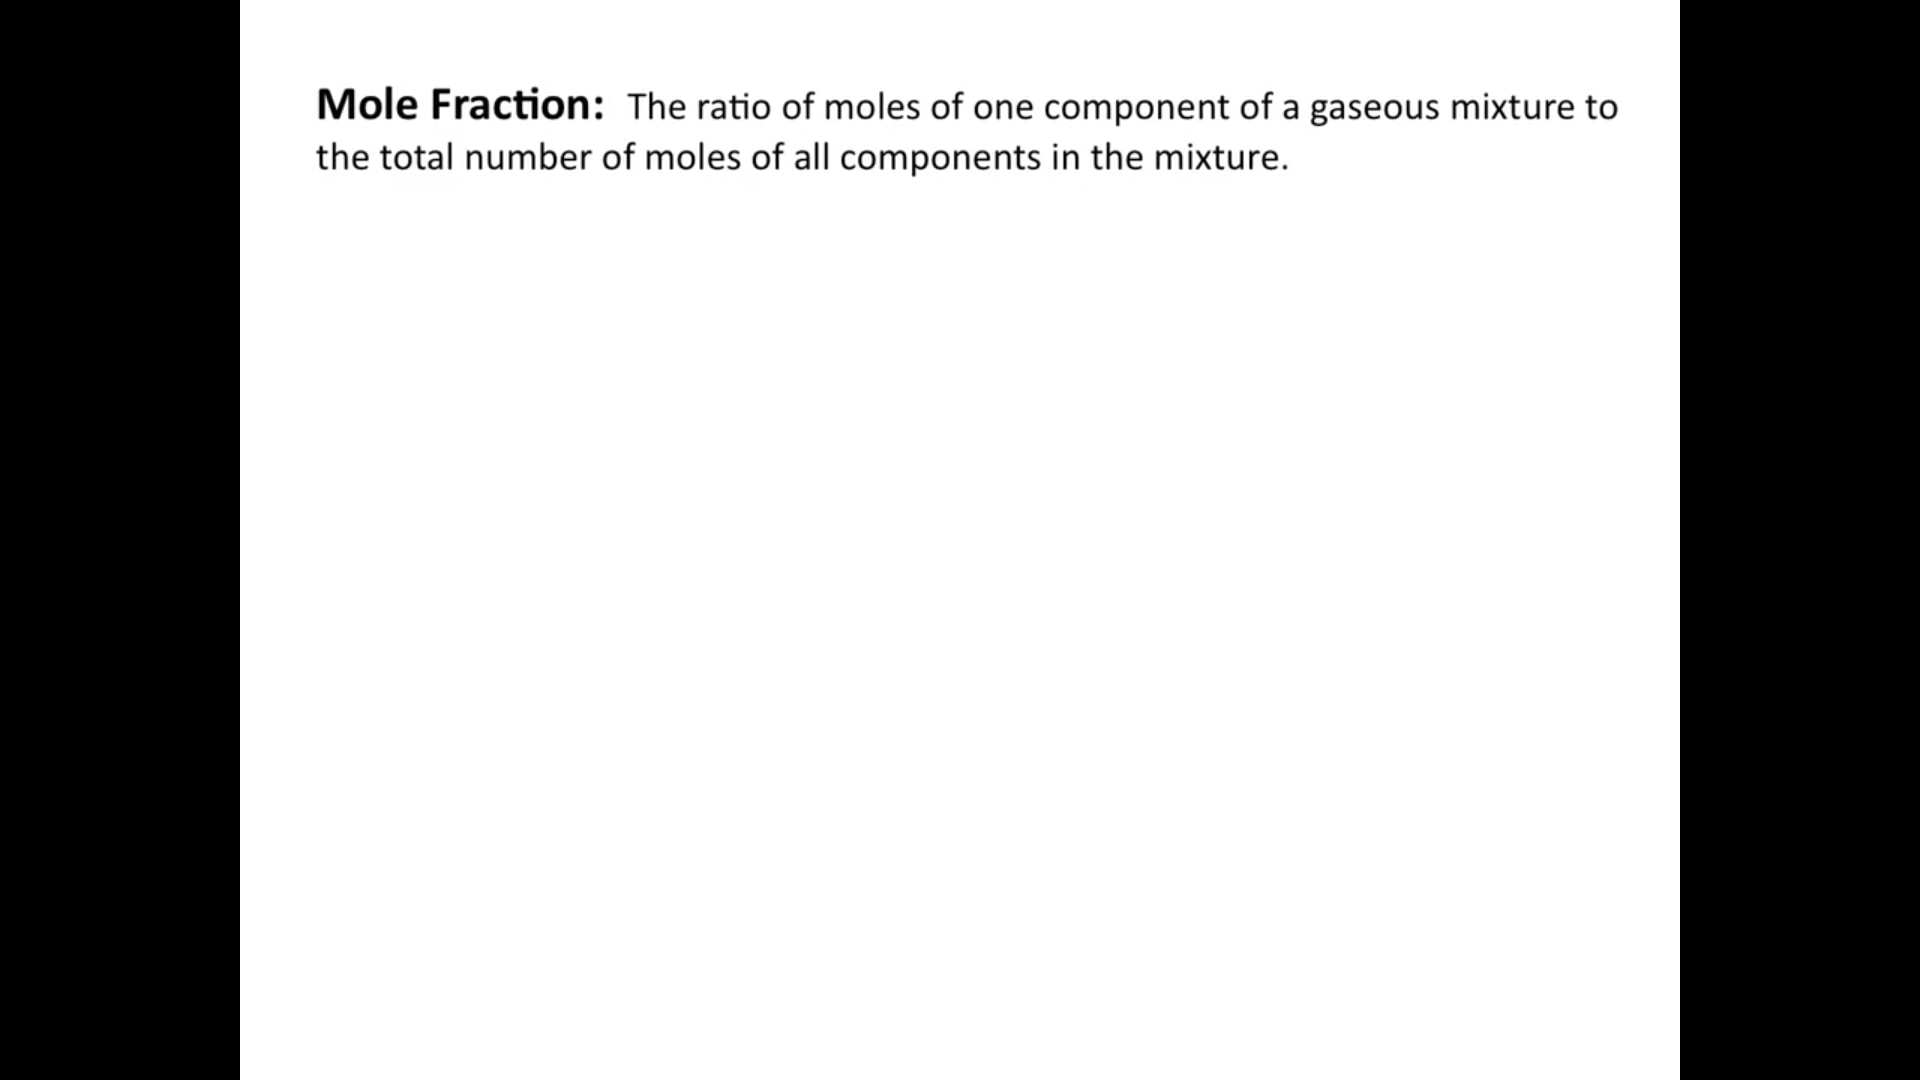 Mole Fraction: The ratio of moles of one component of a gaseous mixture to
the total number of moles of all components in the mixture.